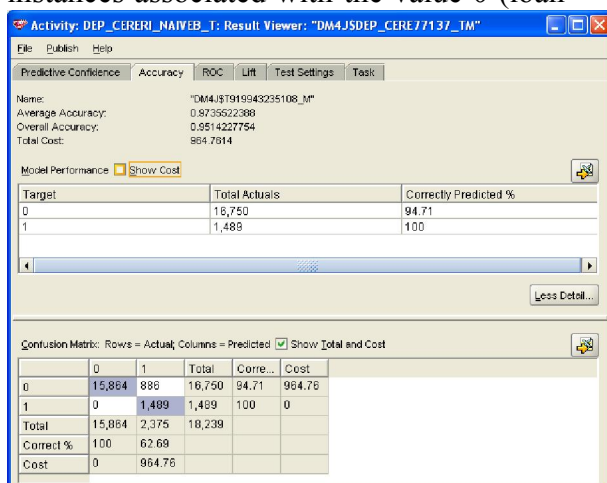 instances associated with the value 0 (loan
Activity: DEP_CERERI_NAIVEB_T: Result Viewer: "DM4J$DEP_CERE77137_TM"
File Publish Help
Predictive Confidence Accuracy ROC Lift Test Settings Task
Name: "DM4J$T919943235108_M"
Average Accuracy: 0.9735522388
Overall Accuracy: 0.9514227754
Total Cost: 964.7614
Model Performance Show Cost
Target Total Actuals Correctly Predicted %
0 16,750 94.71
1 1,489 100
Less Detail...
Confusion Matrix: Rows = Actual; Columns = Predicted Show Total and Cost
0 1 Total Corre... Cost
0 15,864 886 16,750 94.71 964.76
1 0 1,489 1,489 100 0
Total 15,864 2,375 18,239
Correct % 100 62.69
Cost 0 964.76